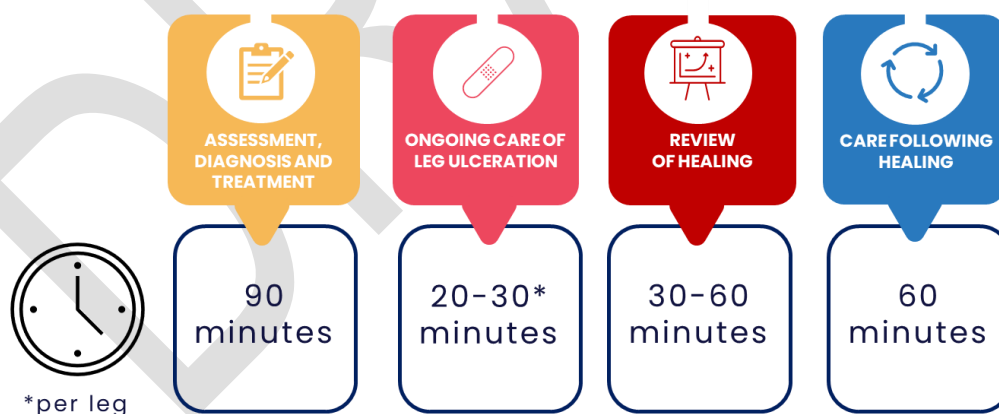 ASSESSMENT,
DIAGNOSIS AND
TREATMENT
ONGOING CARE OF
LEG ULCERATION
REVIEW
OF HEALING
CARE FOLLOWING
HEALING
90
minutes
20-30*
minutes
30-60
minutes
60
minutes
*per leg